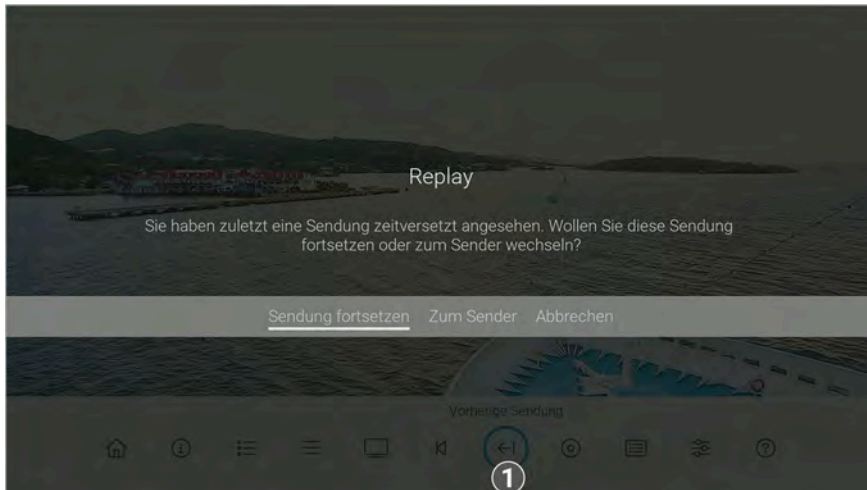 Replay
Sie haben zuletzt eine Sendung zeitversetzt angesehen. Wollen Sie diese Sendung
fortsetzen oder zum Sender wechseln?
Sendung fortsetzen Zum Sender Abbrechen
Vorherige Sendung
1